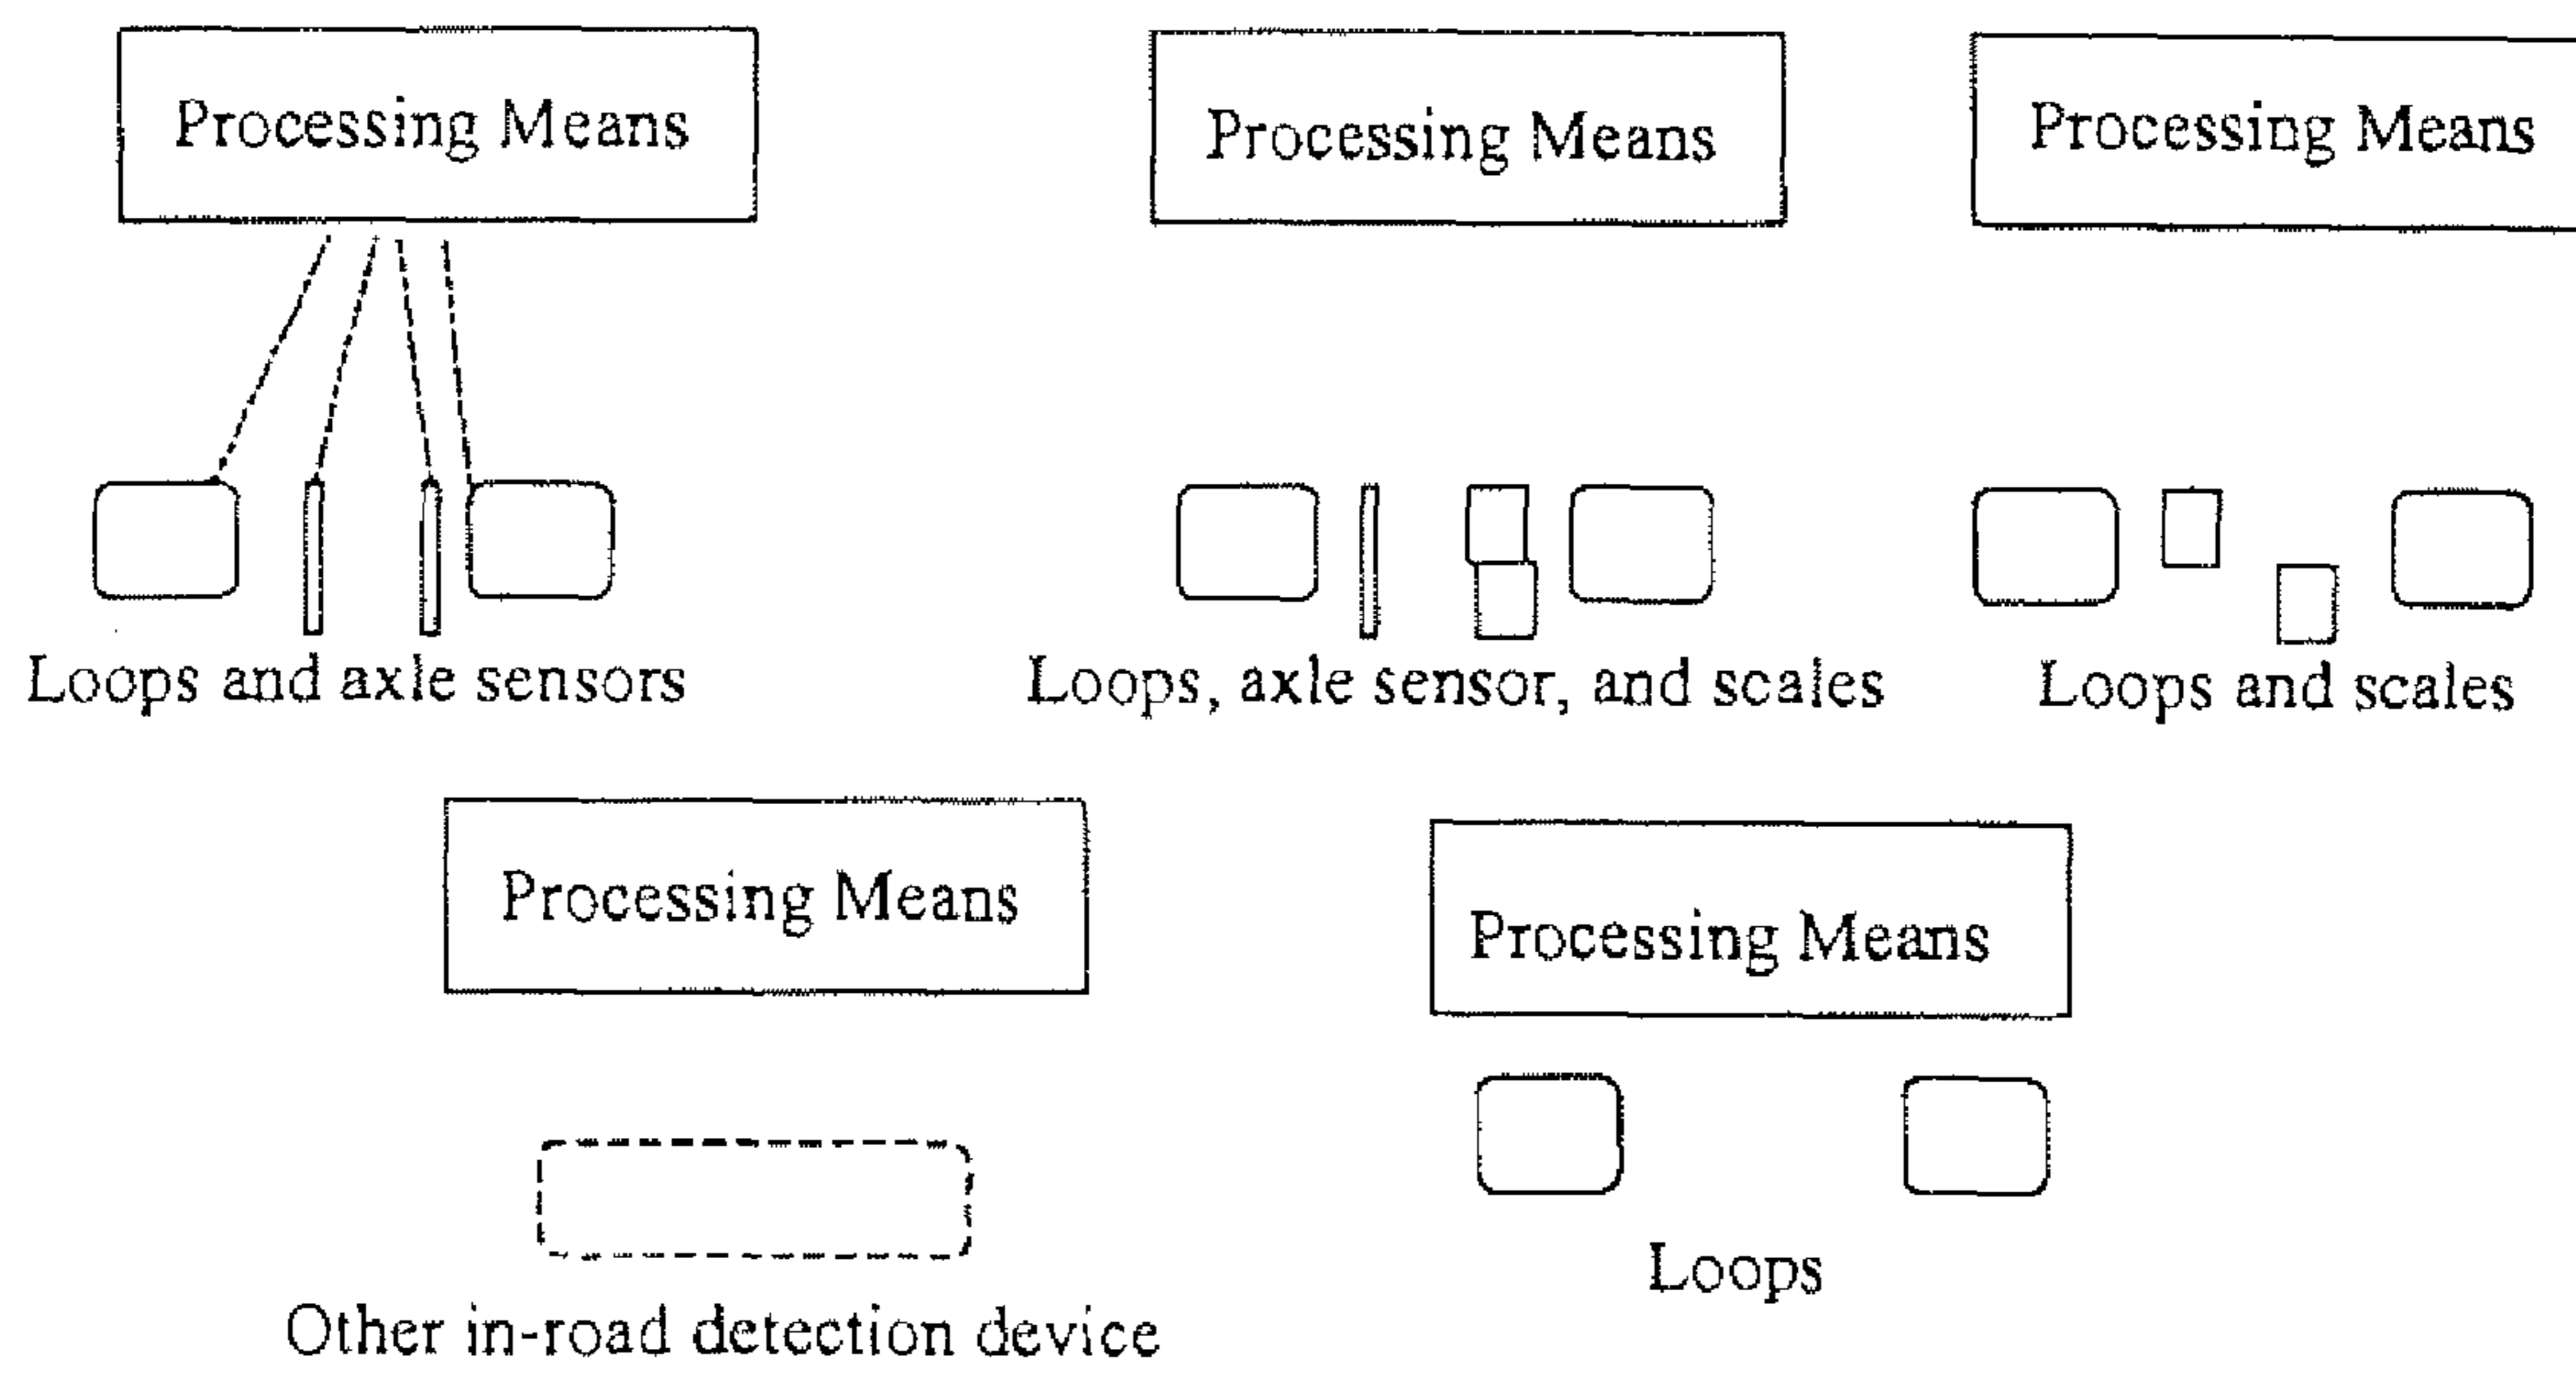 Processing Means
Processing Means
Processing Means
Loops and axle sensors
Loops, axle sensor, and scales
Loops and scales
Processing Means
Processing Means
Loops
Other in-road detection device